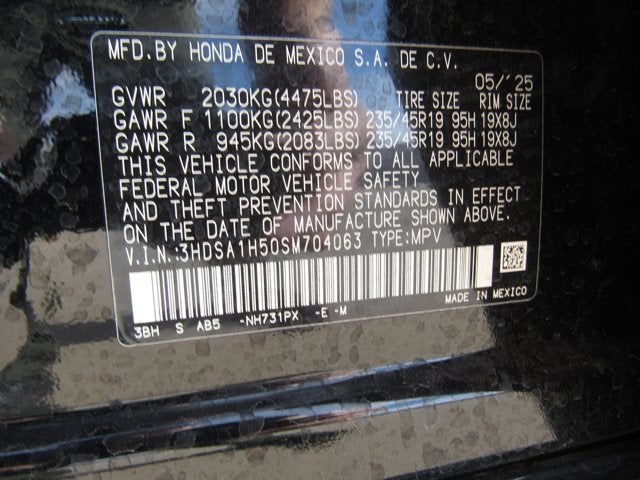 MFD.BY HONDA DE MEXICO S.A. DE C.V.
05/'25
GVWR 2030KG(4475LBS) TIRE SIZE RIM SIZE
GAWR F 1100KG(2425LBS) 235/45R19 95H 19X8J
GAWR R 945KG(2083LBS) 235/45R19 95H 19X8J
THIS VEHICLE CONFORMS TO ALL APPLICABLE
FEDERAL MOTOR VEHICLE SAFETY
AND THEFT PREVENTION STANDARDS IN EFFECT
ON THE DATE OF MANUFACTURE SHOWN ABOVE.
V.I.N.:3HDSA1H50SM704063 TYPE:MPV
3BH S AB5 -NH731PX -E -M
MADE IN MEXICO